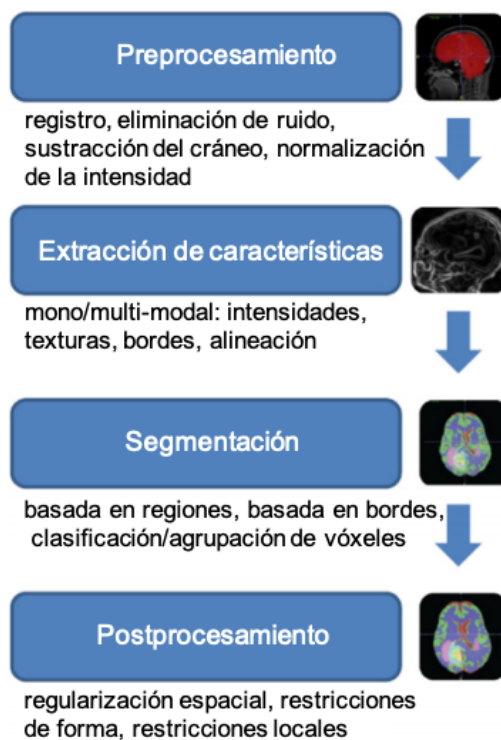 Preprocesamiento
registro, eliminación de ruido,
sustracción del cráneo, normalización
de la intensidad
Extracción de características
mono/multi-modal: intensidades,
texturas, bordes, alineación
Segmentación
basada en regiones, basada en bordes,
clasificación/agrupación de vóxeles
Postprocesamiento
regularización espacial, restricciones
de forma, restricciones locales